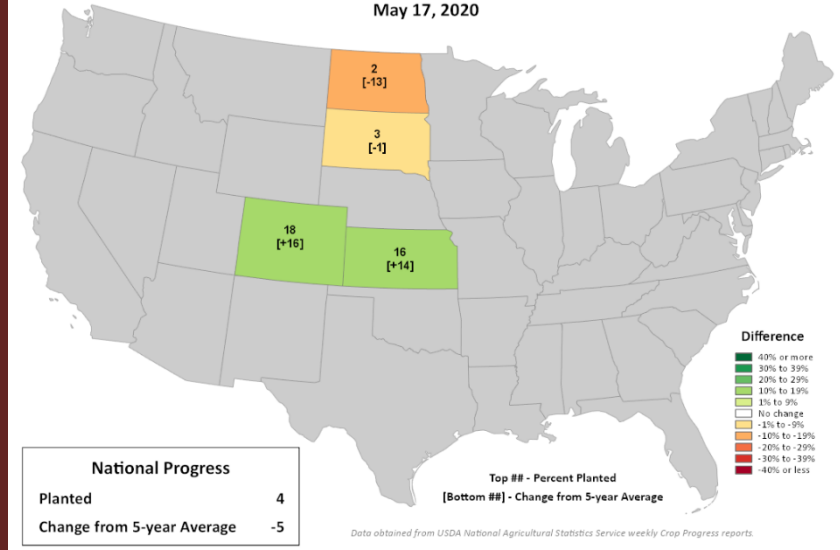 May 17, 2020
2
[-13]
3
[-1]
18
[+16]
16
[+14]
Difference
40% or more
30% to 39%
20% to 29%
10% to 19%
1% to 9%
No change
-1% to -9%
-10% to -19%
-20% to -29%
-30% to -39%
-40% or less
National Progress
Planted 4
Change from 5-year Average -5
Top ## - Percent Planted
[Bottom ##] - Change from 5-year Average
Data obtained from USDA National Agricultural Statistics Service weekly Crop Progress reports.